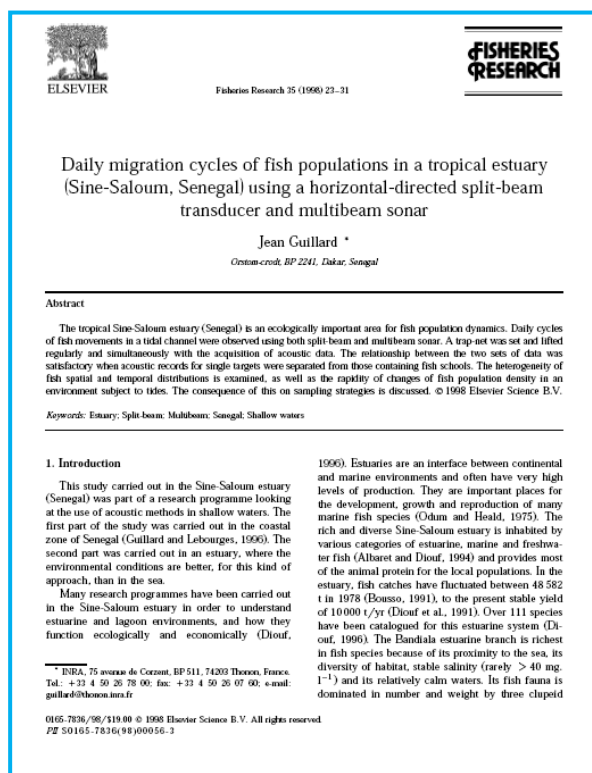 ELSEVIER
Fisheries Research 35 (1998) 23–31
FISHERIES
RESEARCH
Daily migration cycles of fish populations in a tropical estuary
(Sine-Saloum, Senegal) using a horizontal-directed split-beam
transducer and multibeam sonar
Jean Guillard *
Orstom-crodt, BP 2241, Dakar, Senegal
Abstract
The tropical Sine-Saloum estuary (Senegal) is an ecologically important area for fish population dynamics. Daily cycles
of fish movements in a tidal channel were observed using both split-beam and multibeam sonar. A trap-net was set and lifted
regularly and simultaneously with the acquisition of acoustic data. The relationship between the two sets of data was
satisfactory when acoustic records for single targets were separated from those containing fish schools. The heterogeneity of
fish spatial and temporal distributions is examined, as well as the rapidity of changes of fish population density in an
environment subject to tides. The consequence of this on sampling strategies is discussed. © 1998 Elsevier Science B.V.
Keywords: Estuary; Split-beam; Multibeam; Senegal; Shallow waters
1. Introduction
This study carried out in the Sine-Saloum estuary
(Senegal) was part of a research programme looking
at the use of acoustic methods in shallow waters. The
first part of the study was carried out in the coastal
zone of Senegal (Guillard and Lebourges, 1996). The
second part was carried out in an estuary, where the
environmental conditions are better, for this kind of
approach, than in the sea.
Many research programmes have been carried out
in the Sine-Saloum estuary in order to understand
estuarine and lagoon environments, and how they
function ecologically and economically (Diouf,
* INRA, 75 avenue de Corzent, BP 511, 74203 Thonon, France.
Tel.: +33 4 50 26 78 00; fax: +33 4 50 26 07 60; e-mail:
guillard@thonon.inra.fr
1996). Estuaries are an interface between continental
and marine environments and often have very high
levels of production. They are important places for
the development, growth and reproduction of many
marine fish species (Odum and Heald, 1975). The
rich and diverse Sine-Saloum estuary is inhabited by
various categories of estuarine, marine and freshwa-
ter fish (Albaret and Diouf, 1994) and provides most
of the animal protein for the local populations. In the
estuary, fish catches have fluctuated between 48 582
t in 1978 (Bousso, 1991), to the present stable yield
of 10 000 t/yr (Diouf et al., 1991). Over 111 species
have been catalogued for this estuarine system (Di-
ouf, 1996). The Bandiala estuarine branch is richest
in fish species because of its proximity to the sea, its
diversity of habitat, stable salinity (rarely > 40 mg.
l⁻¹) and its relatively calm waters. Its fish fauna is
dominated in number and weight by three clupeid
0165-7836/98/$19.00 © 1998 Elsevier Science B.V. All rights reserved.
PII S0165-7836(98)00056-3